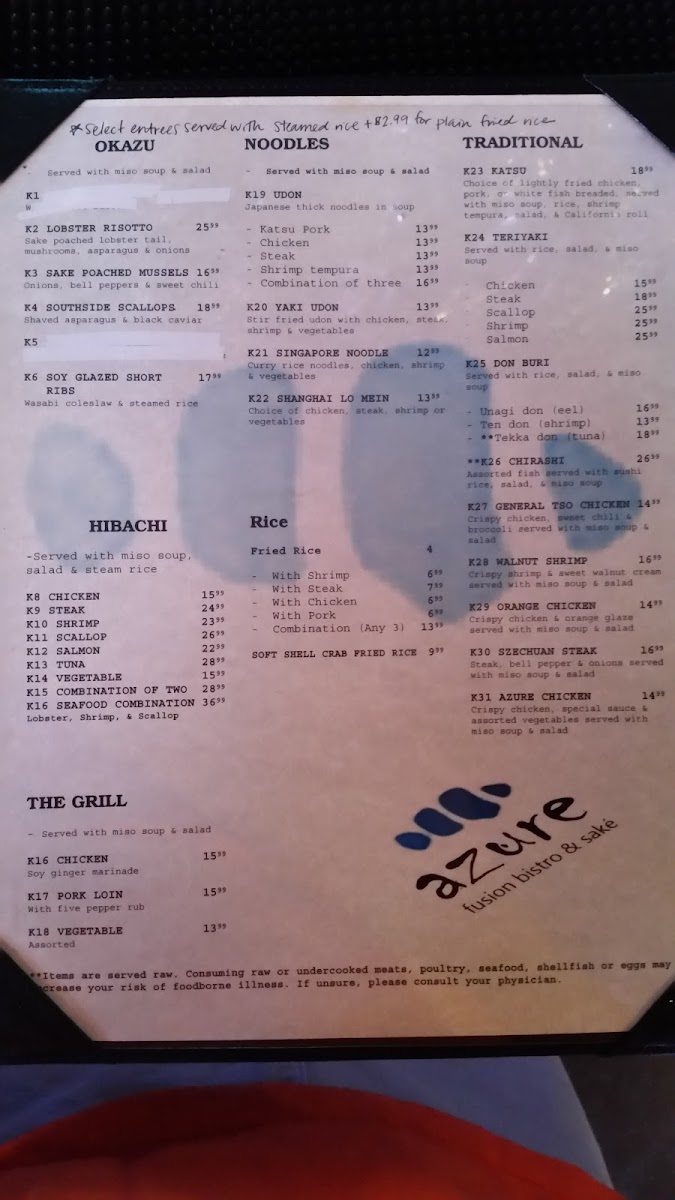 *Select entrees served with steamed rice + $2.99 for plain fried rice
OKAZU
- Served with miso soup & salad
K1
W
K2 LOBSTER RISOTTO 25⁹⁹
Sake poached lobster tail,
mushrooms, asparagus & onions
K3 SAKE POACHED MUSSELS 16⁹⁹
Onions, bell peppers & sweet chili
K4 SOUTHSIDE SCALLOPS 18⁹⁹
Shaved asparagus & black caviar
K5
K6 SOY GLAZED SHORT 17⁹⁹
RIBS
Wasabi coleslaw & steamed rice
HIBACHI
-Served with miso soup,
salad & steam rice
K8 CHICKEN 15⁹⁹
K9 STEAK 24⁹⁹
K10 SHRIMP 23⁹⁹
K11 SCALLOP 26⁹⁹
K12 SALMON 22⁹⁹
K13 TUNA 28⁹⁹
K14 VEGETABLE 15⁹⁹
K15 COMBINATION OF TWO 28⁹⁹
K16 SEAFOOD COMBINATION 36⁹⁹
Lobster, Shrimp, & Scallop
THE GRILL
- Served with miso soup & salad
K16 CHICKEN 15⁹⁹
Soy ginger marinade
K17 PORK LOIN 15⁹⁹
With five pepper rub
K18 VEGETABLE 13⁹⁹
Assorted
NOODLES
- Served with miso soup & salad
K19 UDON
Japanese thick noodles in soup
- Katsu Pork 13⁹⁹
- Chicken 13⁹⁹
- Steak 13⁹⁹
- Shrimp tempura 13⁹⁹
- Combination of three 16⁹⁹
K20 YAKI UDON 13⁹⁹
Stir fried udon with chicken, steak,
shrimp & vegetables
K21 SINGAPORE NOODLE 12⁹⁹
Curry rice noodles, chicken, shrimp
& vegetables
K22 SHANGHAI LO MEIN 13⁹⁹
Choice of chicken, steak, shrimp or
vegetables
Rice
Fried Rice 4
- With Shrimp 6⁹⁹
- With Steak 7⁹⁹
- With Chicken 6⁹⁹
- With Pork 6⁹⁹
- Combination (Any 3) 13⁹⁹
SOFT SHELL CRAB FRIED RICE 9⁹⁹
TRADITIONAL
K23 KATSU 18⁹⁹
Choice of lightly fried chicken,
pork, or white fish breaded, served
with miso soup, rice, shrimp
tempura, salad, & California roll
K24 TERIYAKI
Served with rice, salad, & miso
soup
- Chicken 15⁹⁹
- Steak 18⁹⁹
- Scallop 25⁹⁹
- Shrimp 25⁹⁹
- Salmon 25⁹⁹
K25 DON BURI
Served with rice, salad, & miso
soup
- Unagi don (eel) 16⁹⁹
- Ten don (shrimp) 13⁹⁹
- **Tekka don (tuna) 18⁹⁹
**K26 CHIRASHI 26⁹⁹
Assorted fish served with sushi
rice, salad, & miso soup
K27 GENERAL TSO CHICKEN 14⁹⁹
Crispy chicken, sweet chili &
broccoli served with miso soup &
salad
K28 WALNUT SHRIMP 16⁹⁹
Crispy shrimp & sweet walnut cream
served with miso soup & salad
K29 ORANGE CHICKEN 14⁹⁹
Crispy chicken & orange glaze
served with miso soup & salad
K30 SZECHUAN STEAK 16⁹⁹
Steak, bell pepper & onions served
with miso soup & salad
K31 AZURE CHICKEN 14⁹⁹
Crispy chicken, special sauce &
assorted vegetables served with
miso soup & salad
azure
fusion bistro & saké
**Items are served raw. Consuming raw or undercooked meats, poultry, seafood, shellfish or eggs may
crease your risk of foodborne illness. If unsure, please consult your physician.